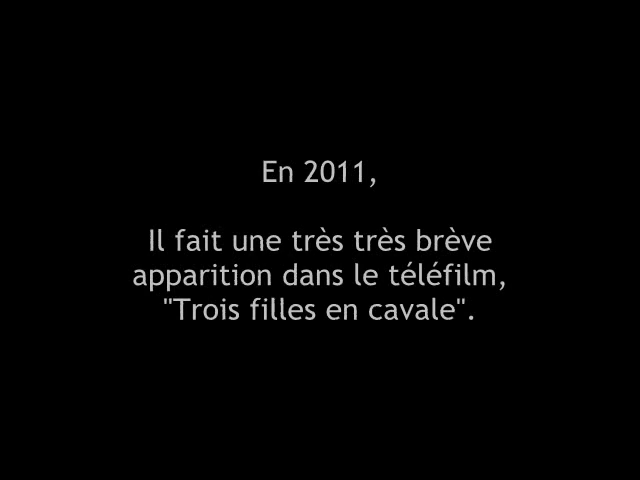 En 2011,
Il fait une très très brève
apparition dans le téléfilm,
"Trois filles en cavale".